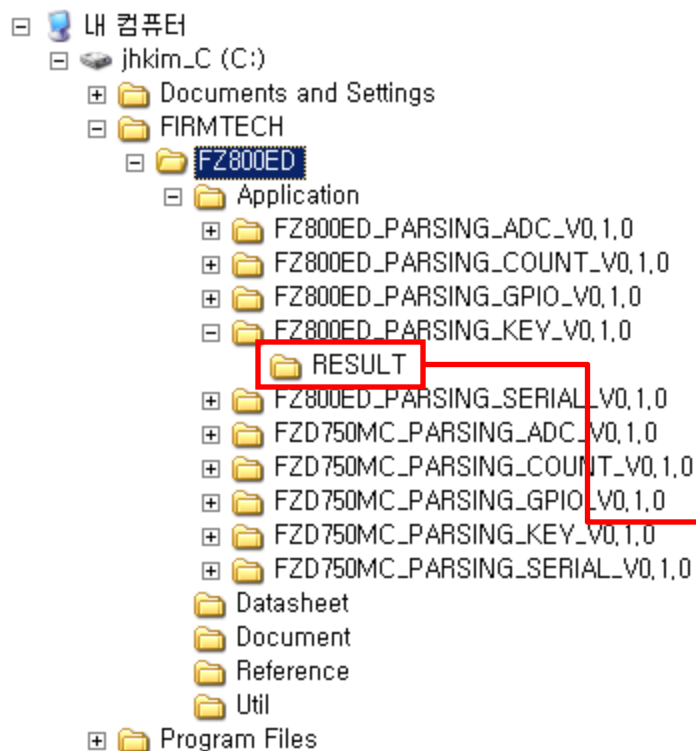 내 컴퓨터
jhkim_C (C:)
Documents and Settings
FIRMTECH
FZ800ED
Application
FZ800ED_PARSING_ADC_V0,1,0
FZ800ED_PARSING_COUNT_V0,1,0
FZ800ED_PARSING_GPIO_V0,1,0
FZ800ED_PARSING_KEY_V0,1,0
RESULT
FZ800ED_PARSING_SERIAL_V0,1,0
FZD750MC_PARSING_ADC_V0,1,0
FZD750MC_PARSING_COUNT_V0,1,0
FZD750MC_PARSING_GPIO_V0,1,0
FZD750MC_PARSING_KEY_V0,1,0
FZD750MC_PARSING_SERIAL_V0,1,0
Datasheet
Document
Reference
Util
Program Files